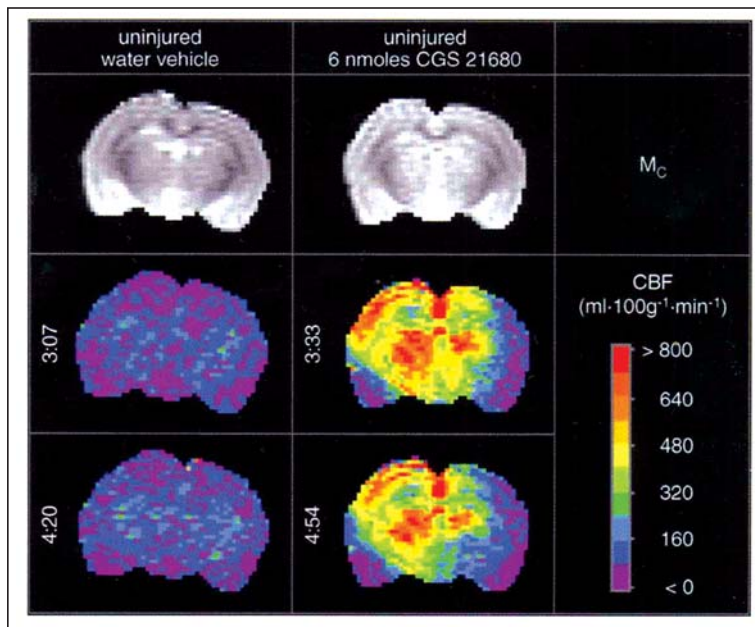 uninjured
water vehicle
uninjured
6 nmoles CGS 21680
M_C
3:07
3:33
CBF
(ml·100g⁻¹·min⁻¹)
> 800
640
480
320
160
< 0
4:20
4:54